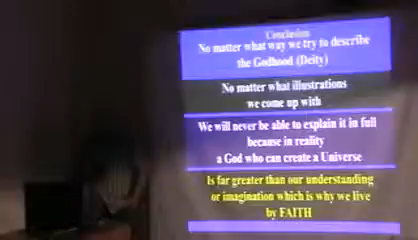 Conclusion
No matter what way we try to describe
the Godhood (Deity)
No matter what illustrations
we come up with
We will never be able to explain it in full
because in reality
a God who can create a Universe
Is far greater than our understanding
or imagination which is why we live
by FAITH